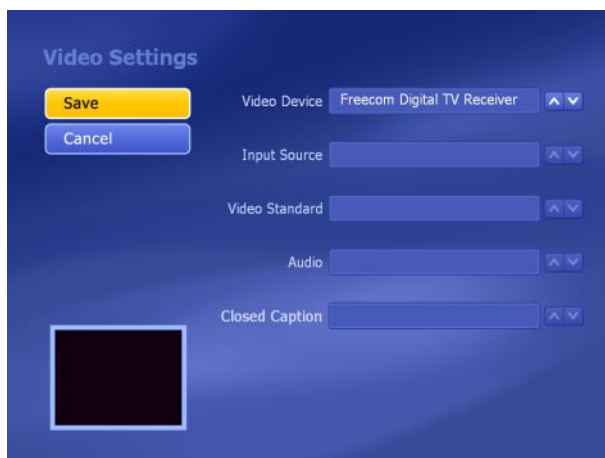 Video Settings
Save
Cancel
Video Device Freecom Digital TV Receiver
Input Source
Video Standard
Audio
Closed Caption